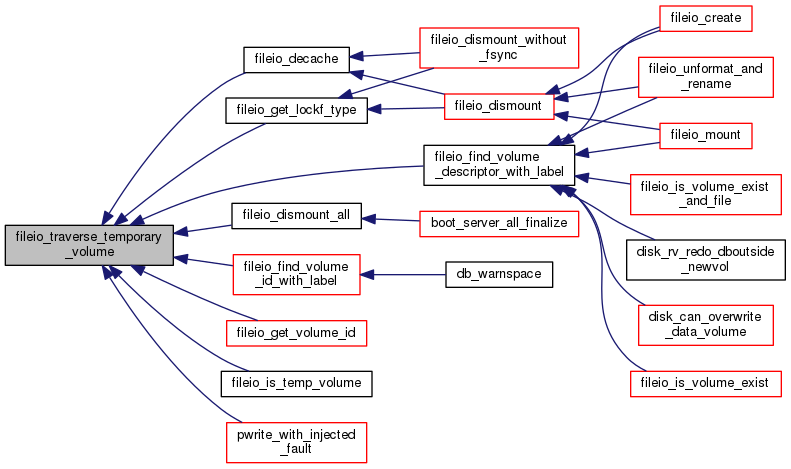 fileio_traverse_temporary
_volume
fileio_decache
fileio_get_lockf_type
fileio_find_volume
_descriptor_with_label
fileio_dismount_all
fileio_find_volume
_id_with_label
fileio_get_volume_id
fileio_is_temp_volume
pwrite_with_injected
_fault
fileio_dismount_without
_fsync
fileio_dismount
boot_server_all_finalize
db_warnspace
fileio_create
fileio_unformat_and
_rename
fileio_mount
fileio_is_volume_exist
_and_file
disk_rv_redo_dboutside
_newvol
disk_can_overwrite
_data_volume
fileio_is_volume_exist